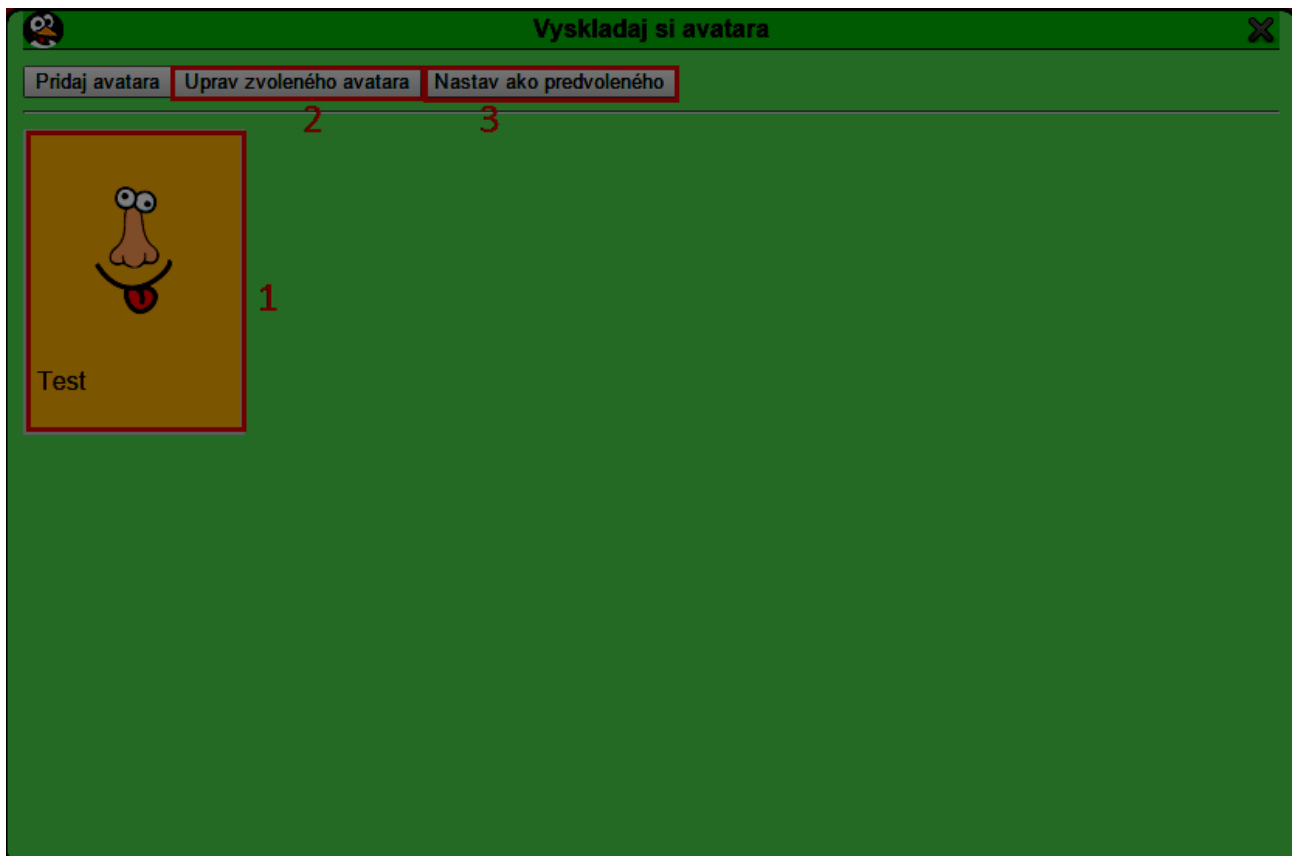 Vyskladaj si avatara
Pridaj avatara Uprav zvoleného avatara Nastav ako predvoleného
2 3
1
Test